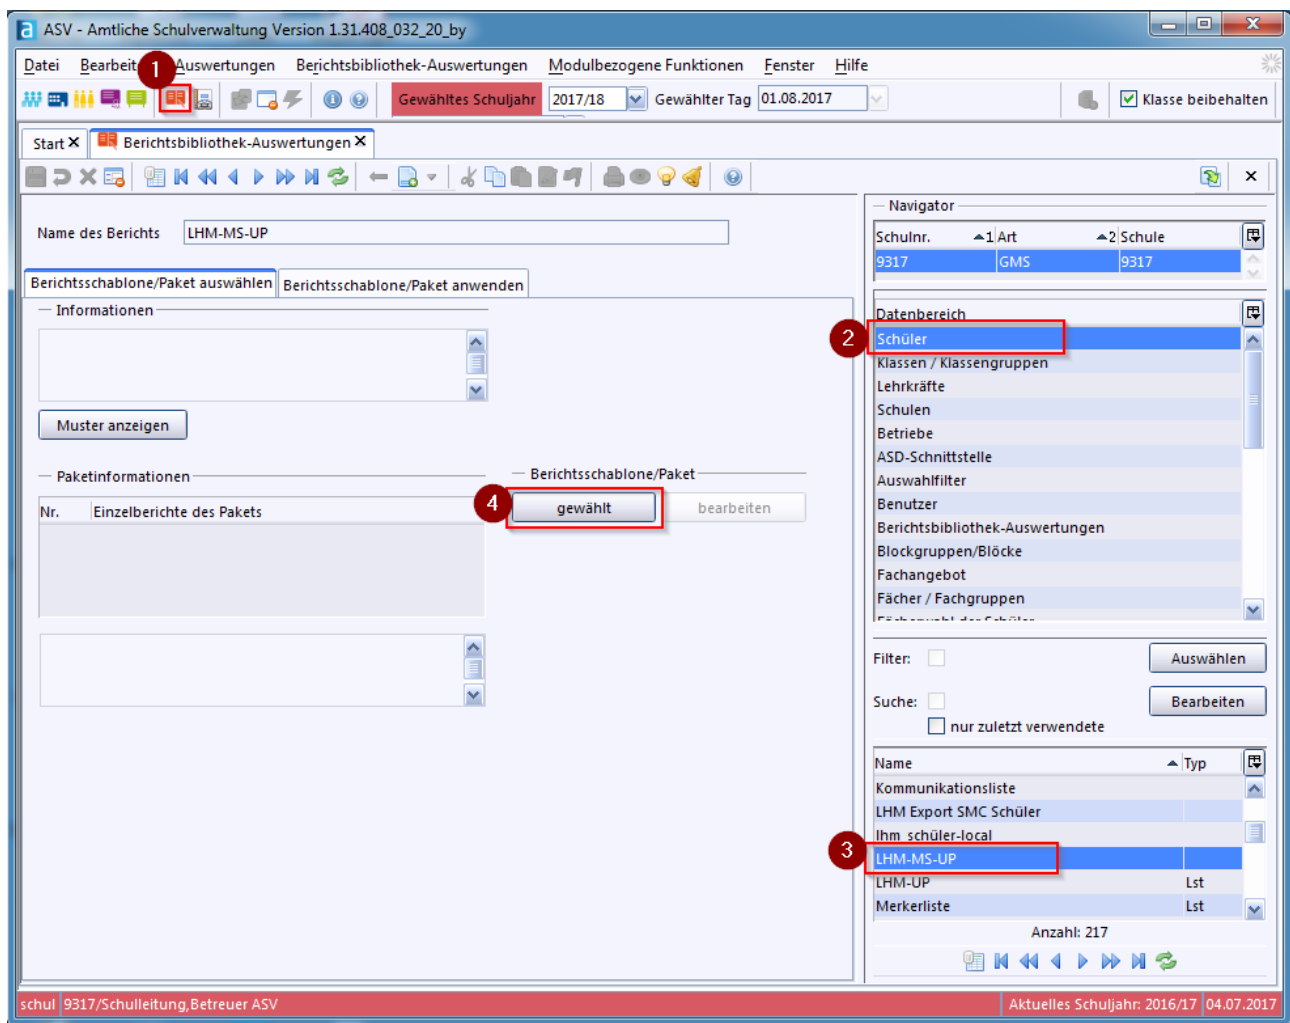 ASV - Amtliche Schulverwaltung Version 1.31.408_032_20_by
Datei Bearbeit 1 Auswertungen Berichtsbibliothek-Auswertungen Modulbezogene Funktionen Fenster Hilfe
Gewähltes Schuljahr 2017/18 Gewählter Tag 01.08.2017 Klasse beibehalten
Start Berichtsbibliothek-Auswertungen
Name des Berichts LHM-MS-UP
Berichtsschablone/Paket auswählen Berichtsschablone/Paket anwenden
Informationen
Muster anzeigen
Paketinformationen
Nr. Einzelberichte des Pakets
Berichtsschablone/Paket
4 gewählt bearbeiten
Navigator
Schulnr. 1 Art 2 Schule
9317 GMS 9317
Datenbereich
2 Schüler
Klassen / Klassengruppen
Lehrkräfte
Schulen
Betriebe
ASD-Schnittstelle
Auswahlfilter
Benutzer
Berichtsbibliothek-Auswertungen
Blockgruppen/Blöcke
Fachangebot
Fächer / Fachgruppen
Filter: Auswählen
Suche: Bearbeiten
nur zuletzt verwendete
Name Typ
Kommunikationsliste
LHM Export SMC Schüler
lhm_schüler-local
3 LHM-MS-UP
LHM-UP Lst
Merkerliste Lst
Anzahl: 217
schul 9317/Schulleitung,Betreuer ASV Aktuelles Schuljahr: 2016/17 04.07.2017